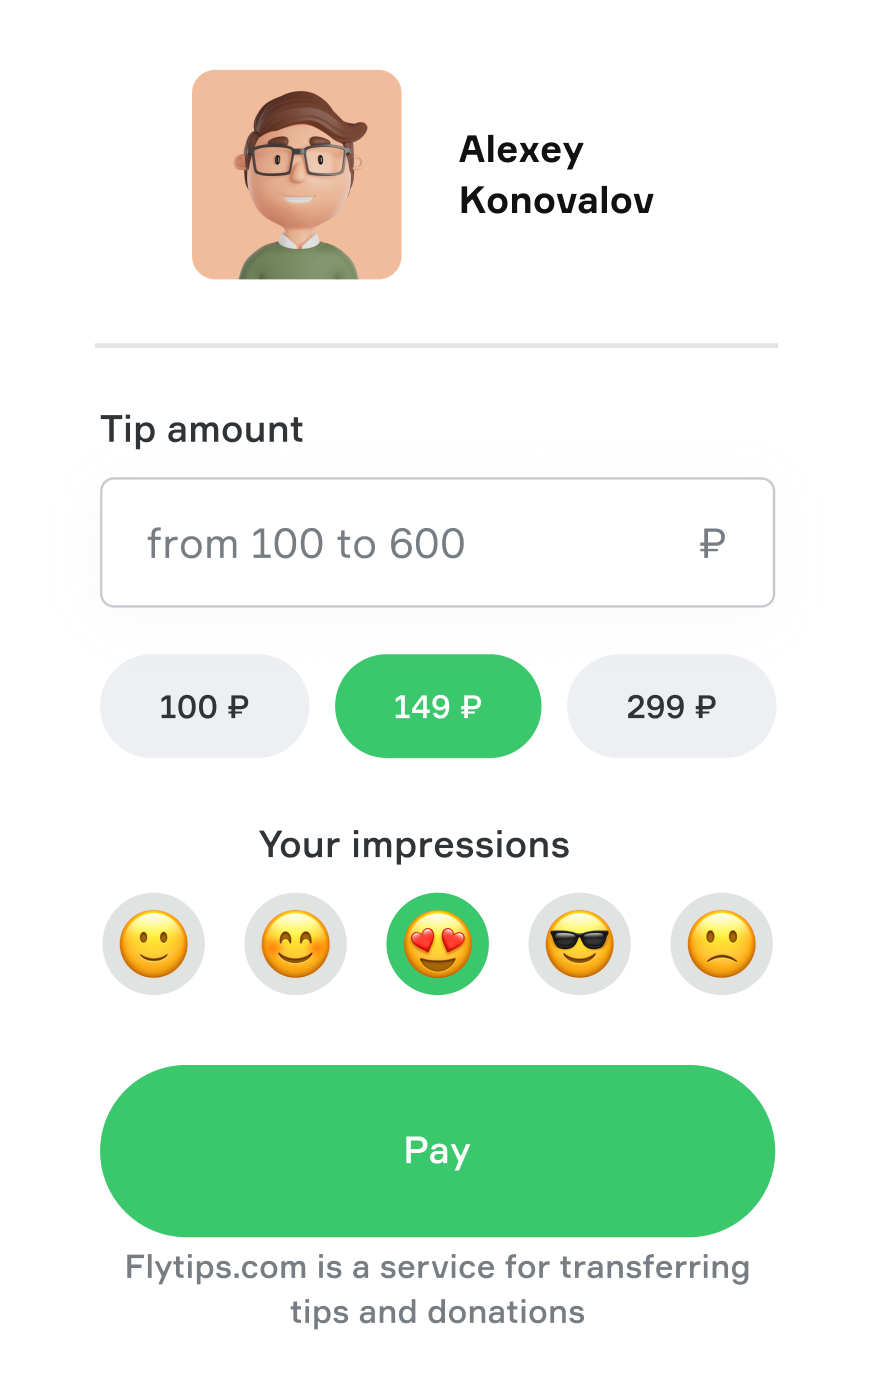 Alexey
Konovalov
Tip amount
from 100 to 600 ₽
100 ₽ 149 ₽ 299 ₽
Your impressions
Pay
Flytips.com is a service for transferring
tips and donations